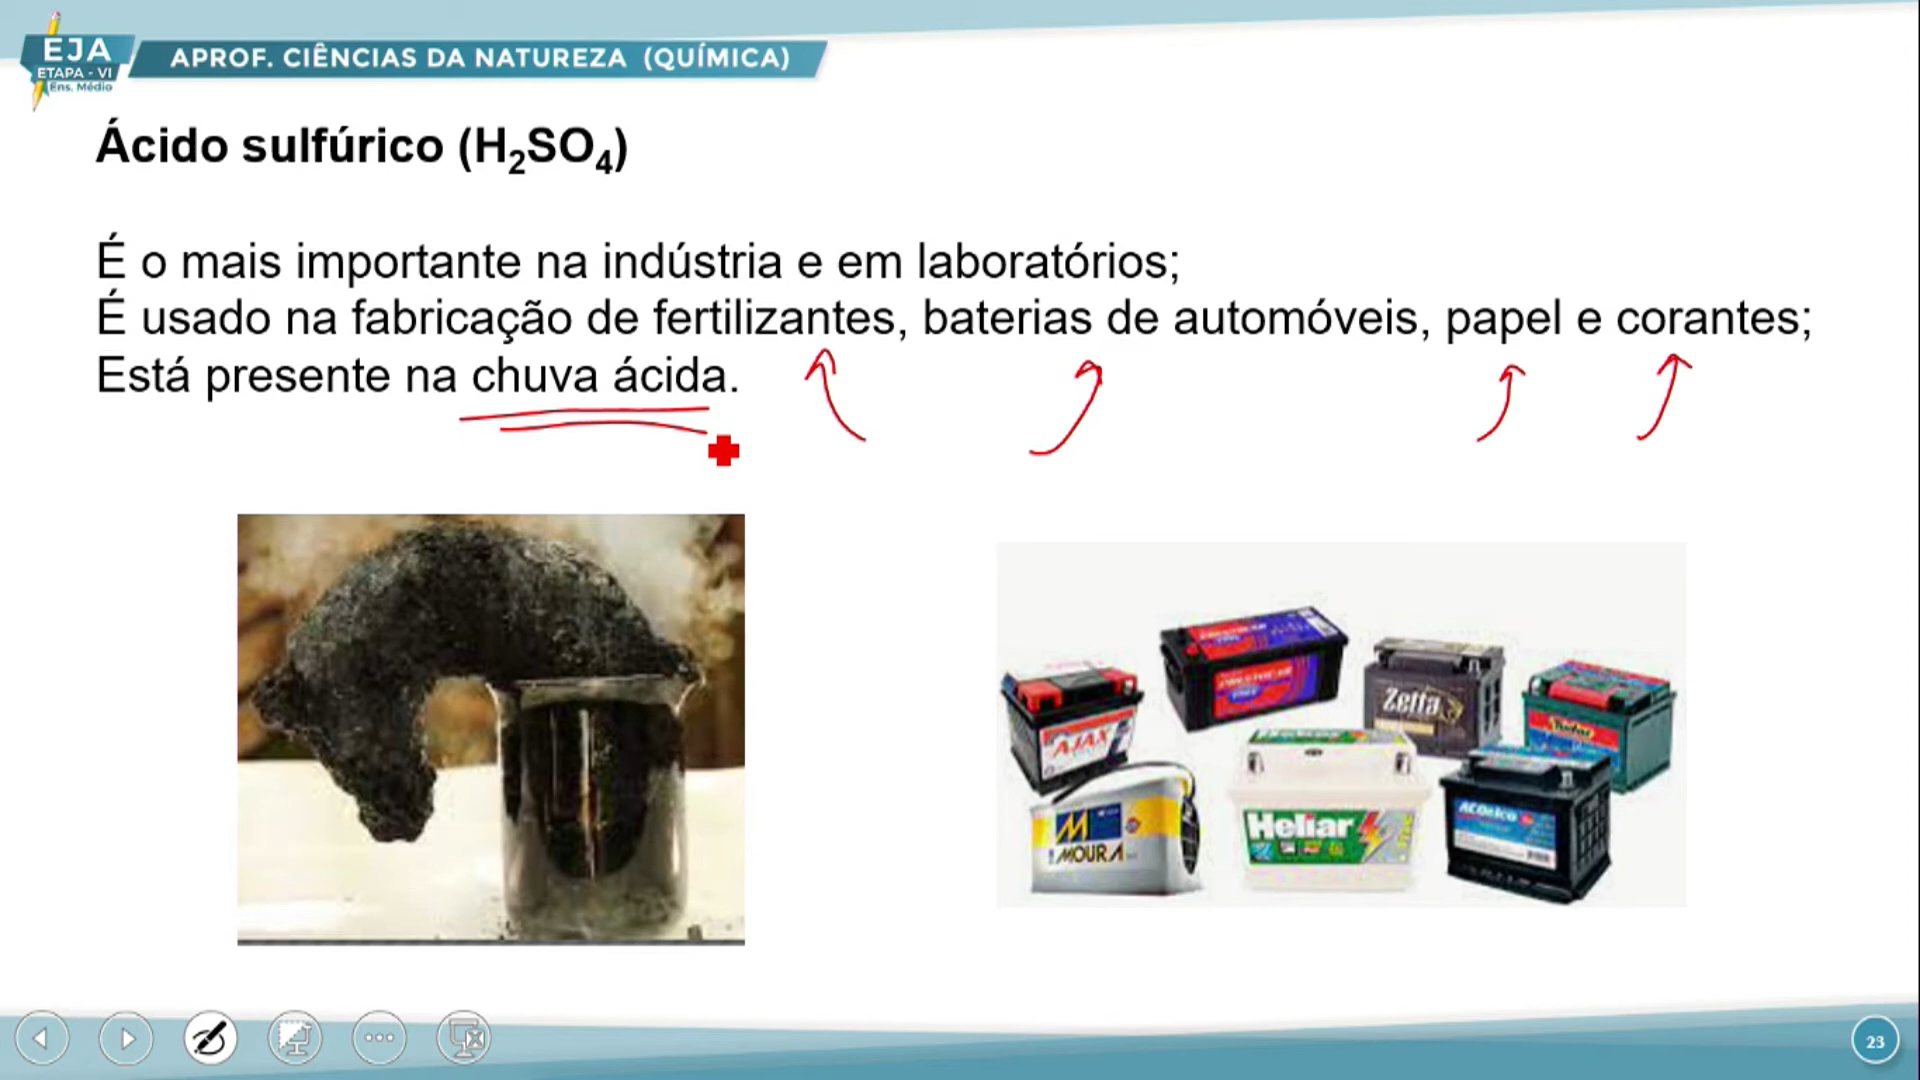 EJA
ETAPA - VI
Ens. Médio
APROF. CIÊNCIAS DA NATUREZA (QUÍMICA)
Ácido sulfúrico (H₂SO₄)
É o mais importante na indústria e em laboratórios;
É usado na fabricação de fertilizantes, baterias de automóveis, papel e corantes;
Está presente na chuva ácida.
AJAX
Zetta
Tudor
MOURA
Heliar
ACDelco
23